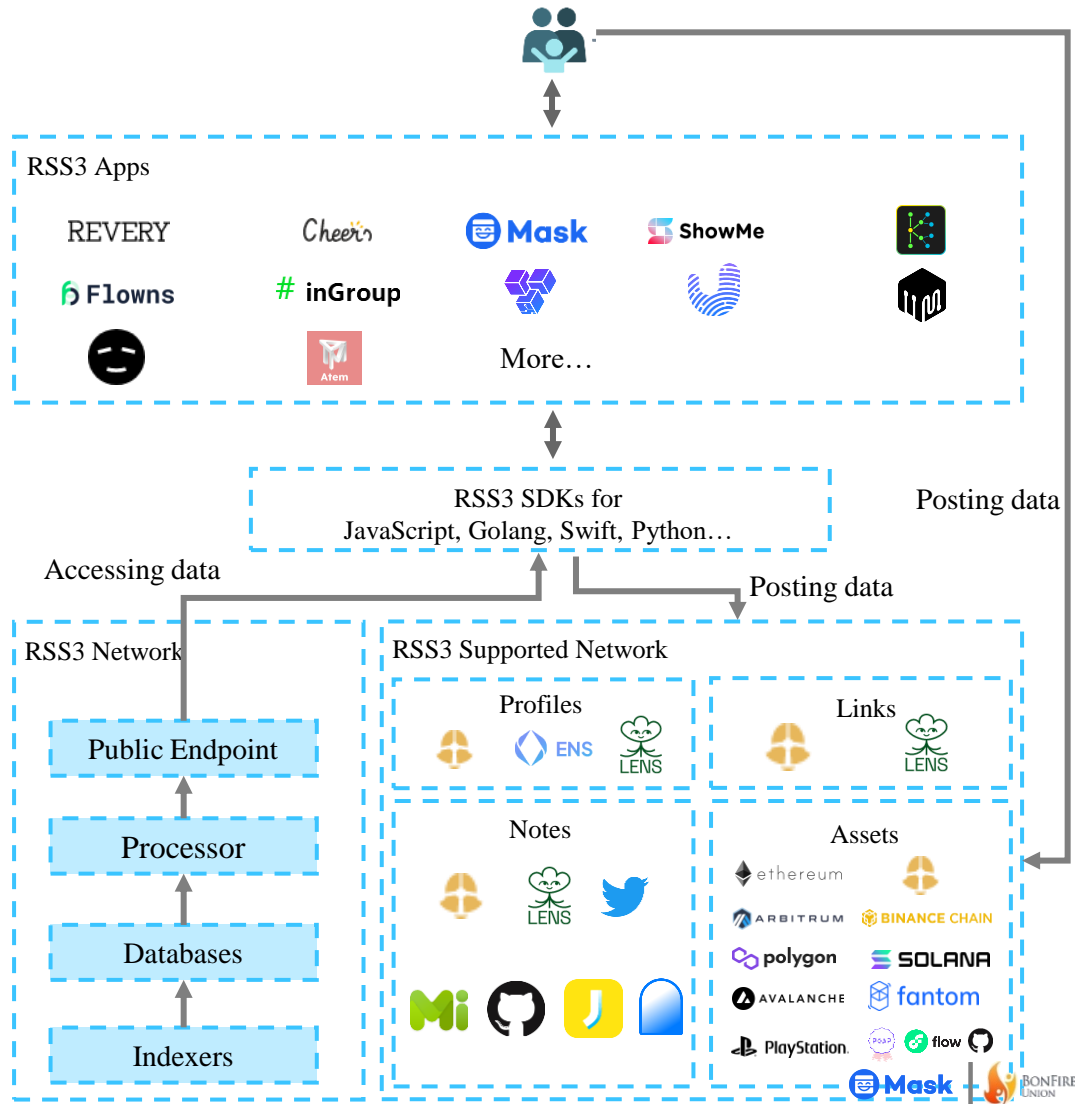 RSS3 Apps
REVERY
Cheers
Mask
ShowMe
Flowns
# inGroup
Atem
More…
RSS3 SDKs for
JavaScript, Golang, Swift, Python…
Posting data
Accessing data
Posting data
RSS3 Network
Public Endpoint
Processor
Databases
Indexers
RSS3 Supported Network
Profiles
ENS
LENS
Links
LENS
Notes
LENS
Mi
Assets
ethereum
ARBITRUM
BINANCE CHAIN
polygon
SOLANA
AVALANCHE
fantom
PlayStation.
POAP
flow
Mask
BONFIRE
UNION